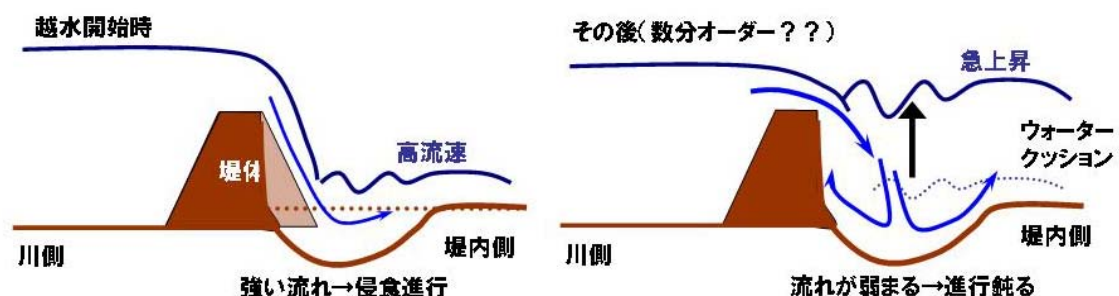 越水開始時
高流速
堤体
川側
堤内側
強い流れ→侵食進行
その後(数分オーダー??)
急上昇
ウォーター
クッション
川側
堤内側
流れが弱まる→進行鈍る